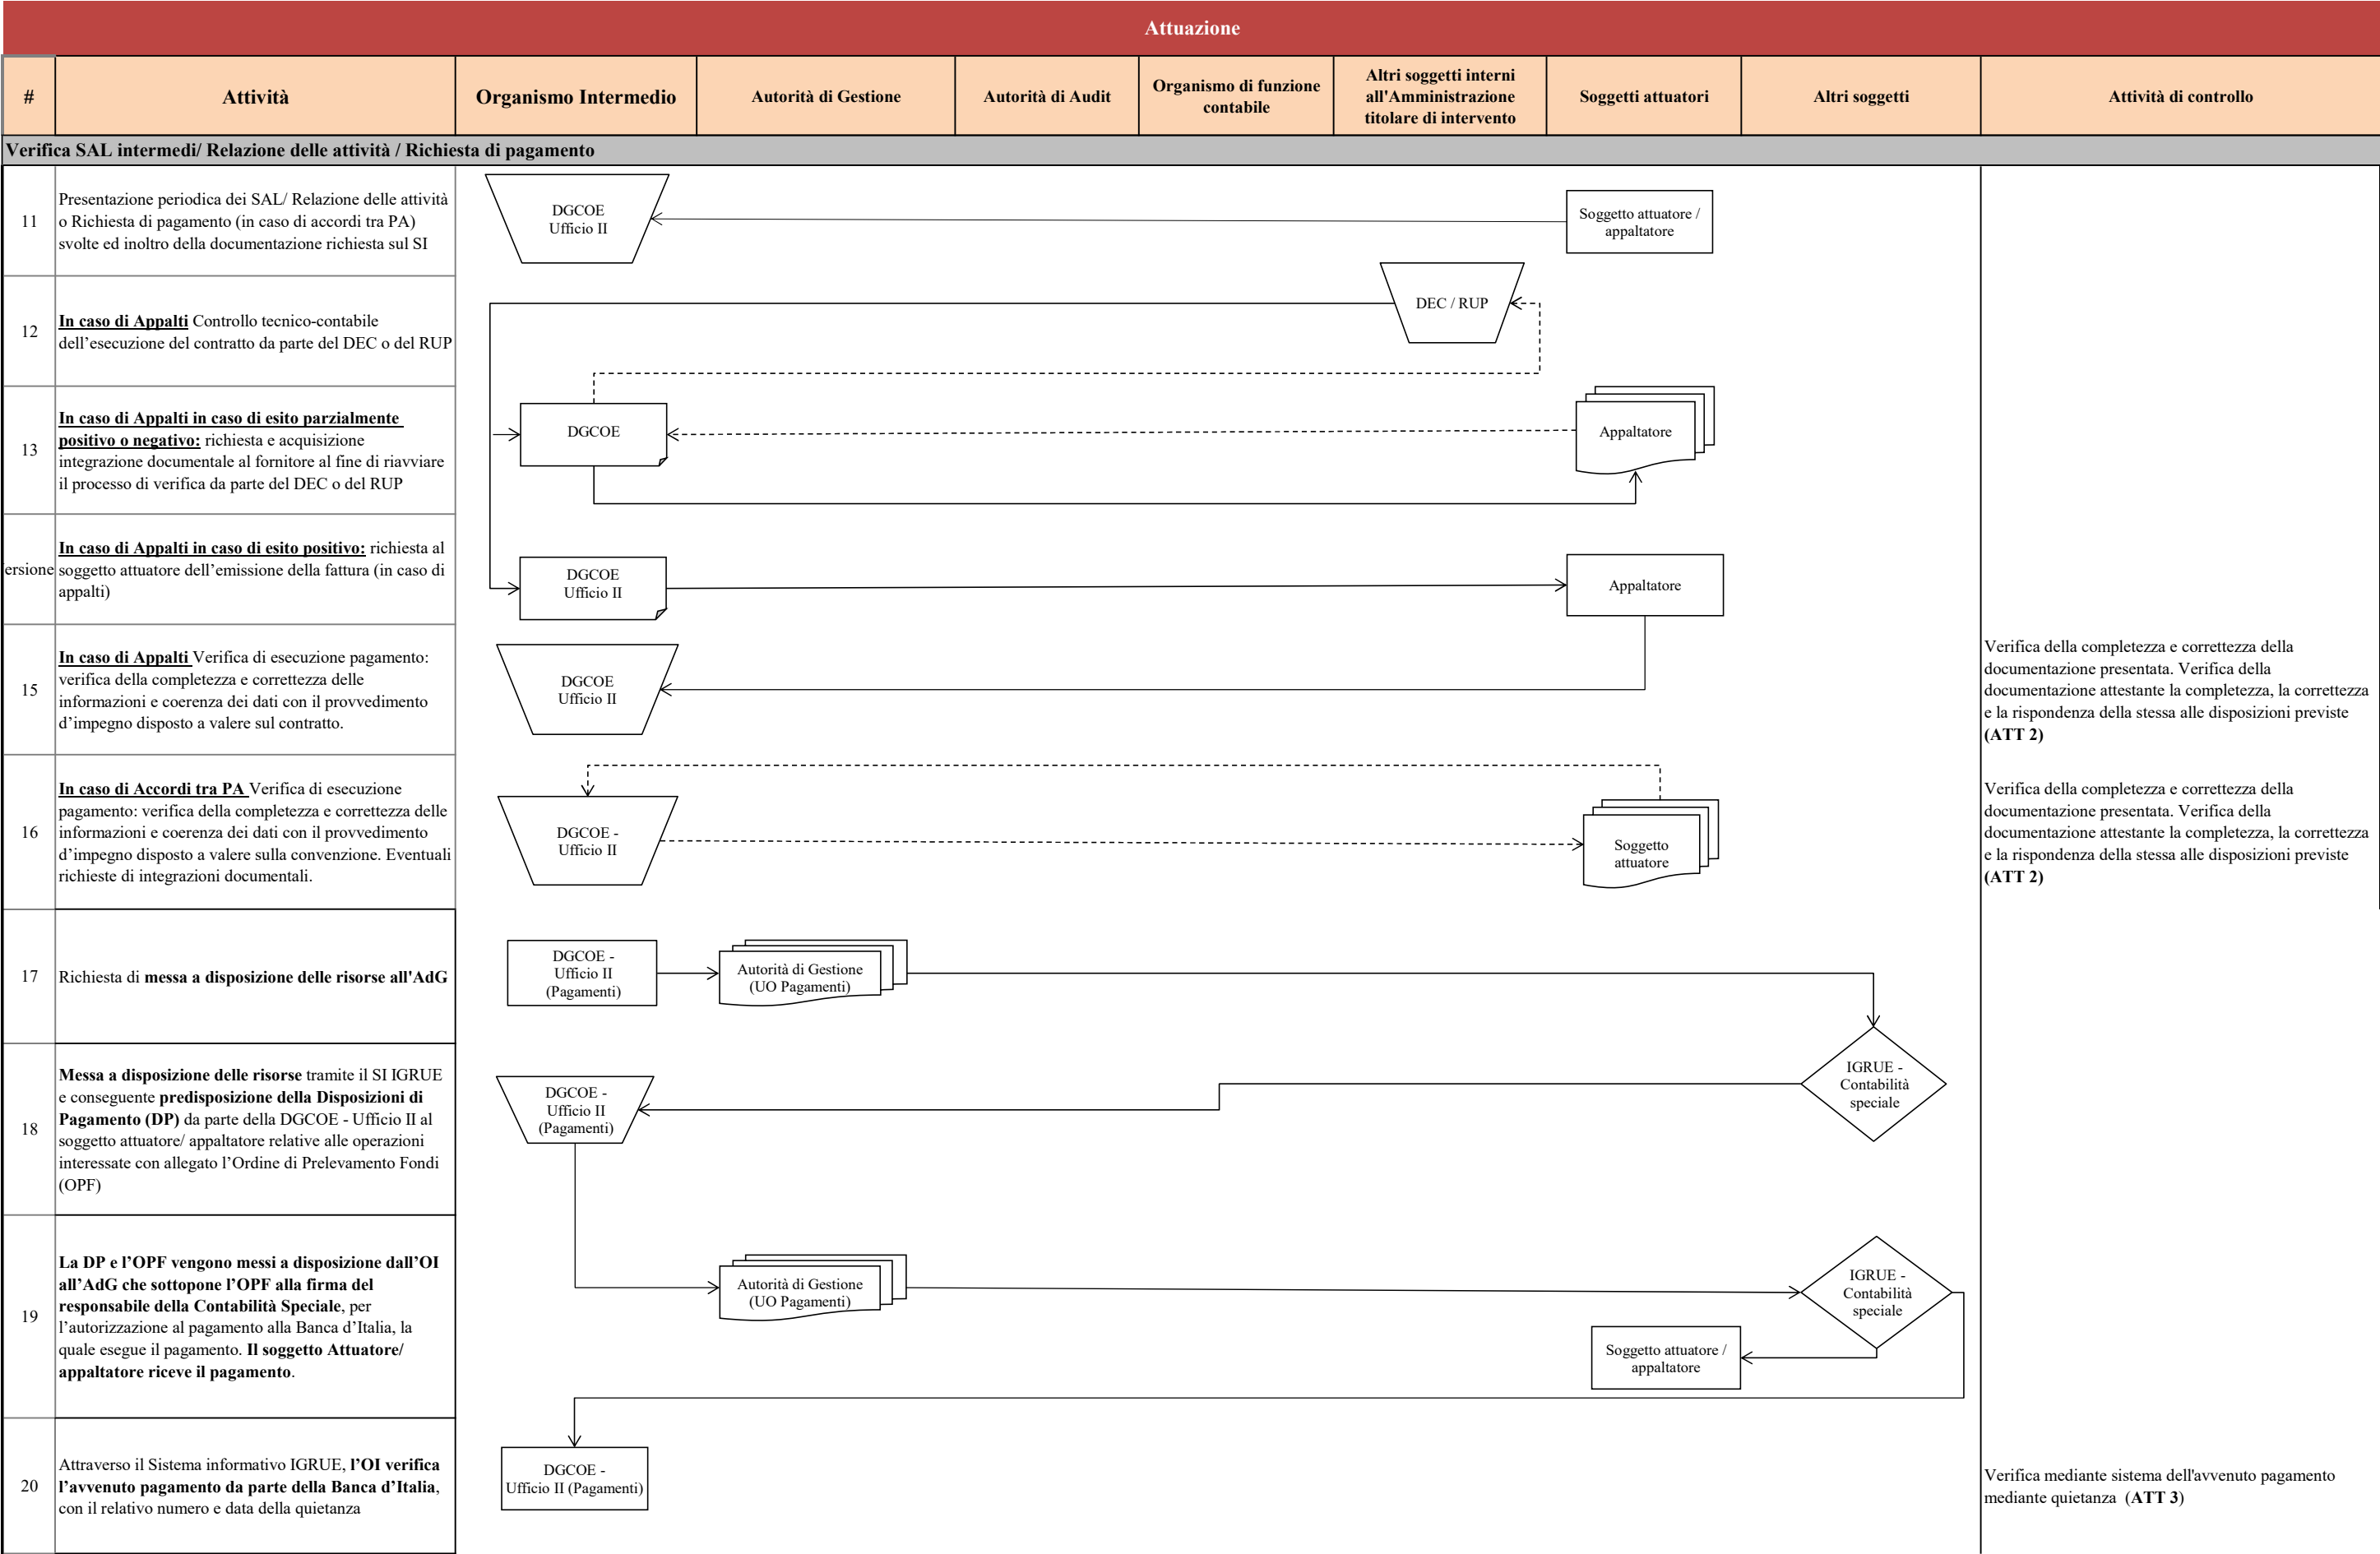 Attuazione
#
Attività
Organismo Intermedio
Autorità di Gestione
Autorità di Audit
Organismo di funzione
contabile
Altri soggetti interni
all'Amministrazione
titolare di intervento
Soggetti attuatori
Altri soggetti
Attività di controllo
Verifica SAL intermedi/ Relazione delle attività / Richiesta di pagamento
11
Presentazione periodica dei SAL/ Relazione delle attività
o Richiesta di pagamento (in caso di accordi tra PA)
svolte ed inoltro della documentazione richiesta sul SI
DGCOE
Ufficio II
Soggetto attuatore /
appaltatore
12
In caso di Appalti Controllo tecnico-contabile
dell’esecuzione del contratto da parte del DEC o del RUP
DEC / RUP
13
In caso di Appalti in caso di esito parzialmente
positivo o negativo: richiesta e acquisizione
integrazione documentale al fornitore al fine di riavviare
il processo di verifica da parte del DEC o del RUP
DGCOE
Appaltatore
ersione
In caso di Appalti in caso di esito positivo: richiesta al
soggetto attuatore dell’emissione della fattura (in caso di
appalti)
DGCOE
Ufficio II
Appaltatore
15
In caso di Appalti Verifica di esecuzione pagamento:
verifica della completezza e correttezza delle
informazioni e coerenza dei dati con il provvedimento
d’impegno disposto a valere sul contratto.
DGCOE
Ufficio II
Verifica della completezza e correttezza della
documentazione presentata. Verifica della
documentazione attestante la completezza, la correttezza
e la rispondenza della stessa alle disposizioni previste
(ATT 2)
16
In caso di Accordi tra PA Verifica di esecuzione
pagamento: verifica della completezza e correttezza delle
informazioni e coerenza dei dati con il provvedimento
d’impegno disposto a valere sulla convenzione. Eventuali
richieste di integrazioni documentali.
DGCOE -
Ufficio II
Soggetto
attuatore
Verifica della completezza e correttezza della
documentazione presentata. Verifica della
documentazione attestante la completezza, la correttezza
e la rispondenza della stessa alle disposizioni previste
(ATT 2)
17
Richiesta di messa a disposizione delle risorse all'AdG
DGCOE -
Ufficio II
(Pagamenti)
Autorità di Gestione
(UO Pagamenti)
18
Messa a disposizione delle risorse tramite il SI IGRUE
e conseguente predisposizione della Disposizioni di
Pagamento (DP) da parte della DGCOE - Ufficio II al
soggetto attuatore/ appaltatore relative alle operazioni
interessate con allegato l’Ordine di Prelevamento Fondi
(OPF)
DGCOE -
Ufficio II
(Pagamenti)
IGRUE -
Contabilità
speciale
19
La DP e l’OPF vengono messi a disposizione dall’OI
all’AdG che sottopone l’OPF alla firma del
responsabile della Contabilità Speciale, per
l’autorizzazione al pagamento alla Banca d’Italia, la
quale esegue il pagamento. Il soggetto Attuatore/
appaltatore riceve il pagamento.
Autorità di Gestione
(UO Pagamenti)
IGRUE -
Contabilità
speciale
Soggetto attuatore /
appaltatore
20
Attraverso il Sistema informativo IGRUE, l’OI verifica
l’avvenuto pagamento da parte della Banca d’Italia,
con il relativo numero e data della quietanza
DGCOE -
Ufficio II (Pagamenti)
Verifica mediante sistema dell'avvenuto pagamento
mediante quietanza (ATT 3)